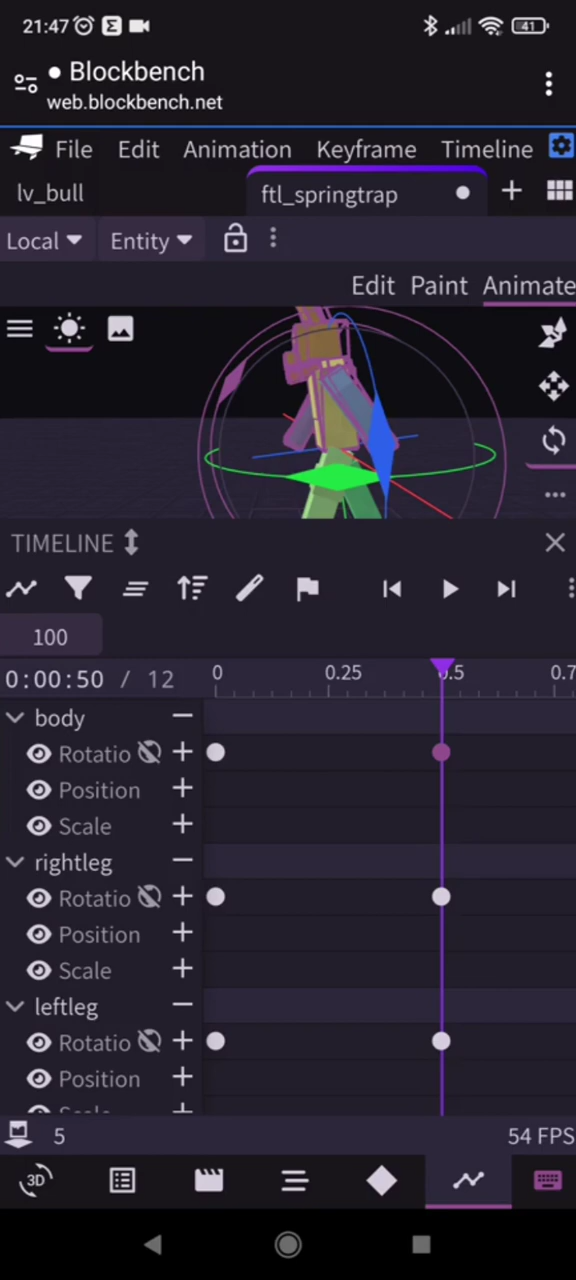 21:47 41
Blockbench
web.blockbench.net
File Edit Animation Keyframe Timeline
lv_bull ftl_springtrap
Local Entity
Edit Paint Animate
TIMELINE
100
0:00:50 / 12 0 0.25 0.5 0.7
body
Rotatio
Position
Scale
rightleg
Rotatio
Position
Scale
leftleg
Rotatio
Position
Scale
5 54 FPS
3D